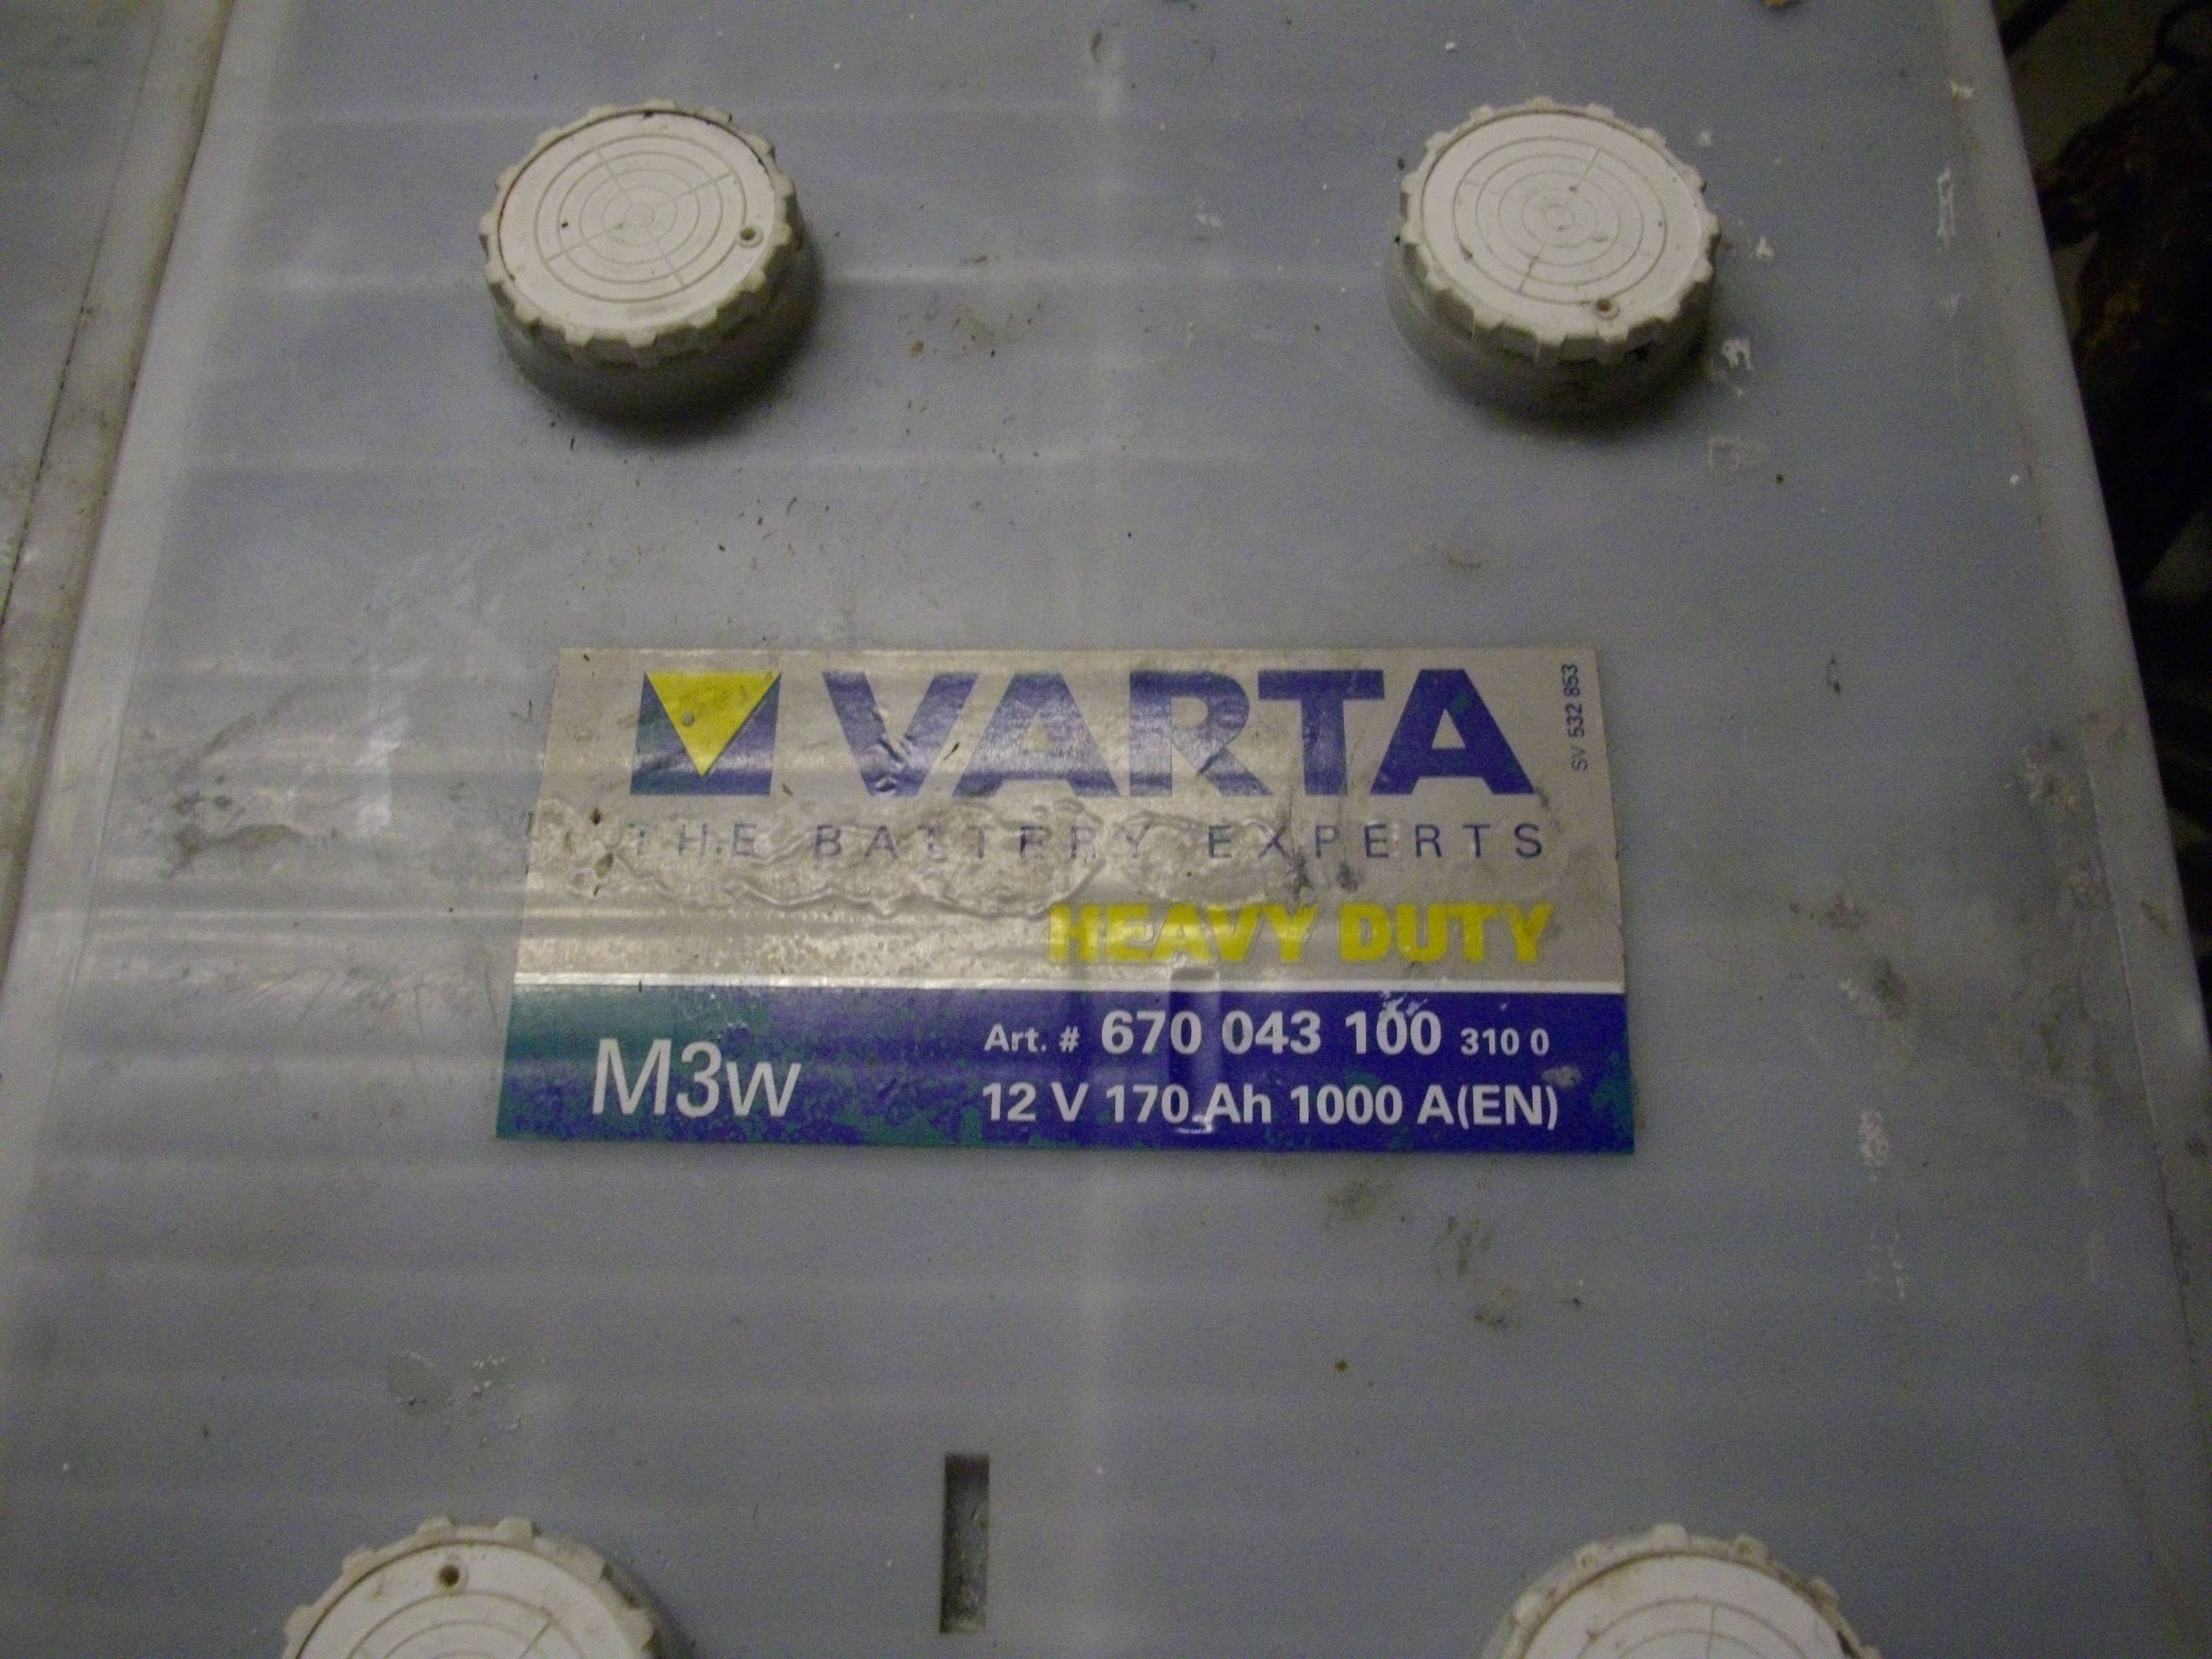 VARTA
SV 532 853
THE BATTERY EXPERTS
HEAVY DUTY
M3w
Art. # 670 043 100 310 0
12 V 170 Ah 1000 A(EN)